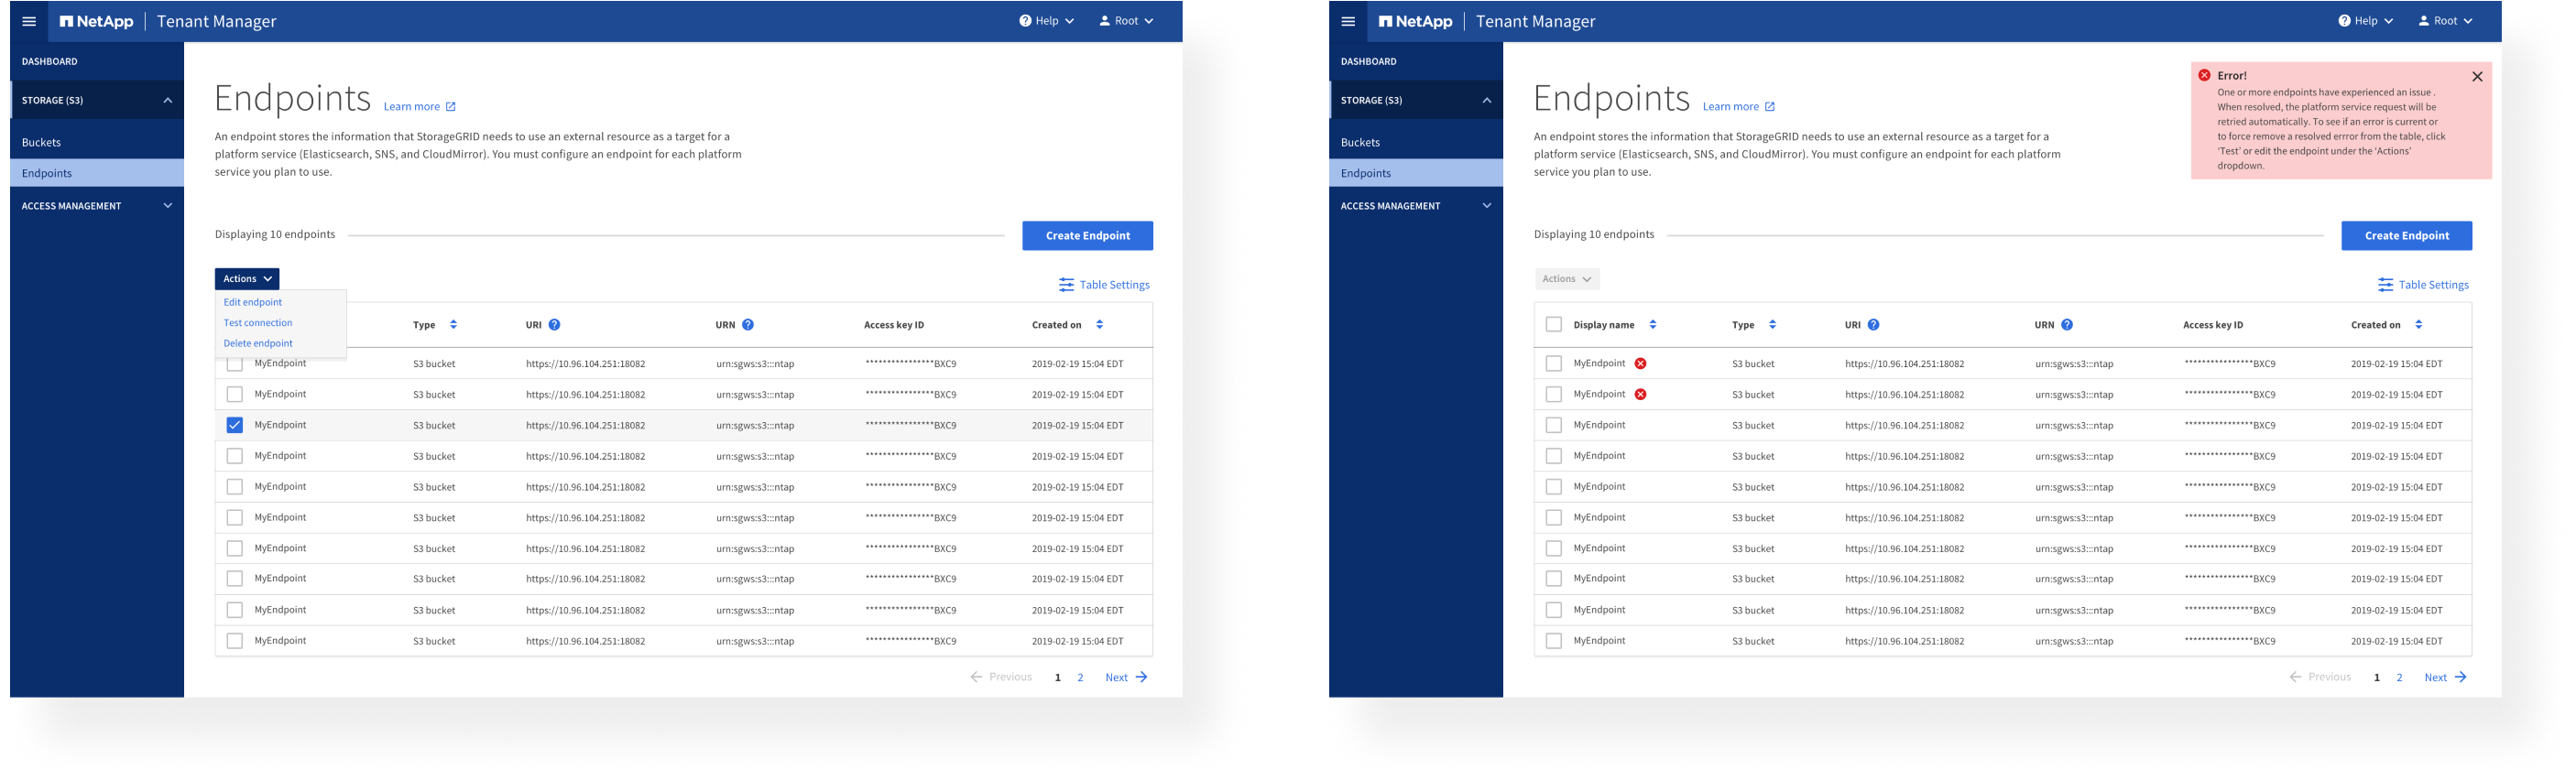 NetApp | Tenant Manager
Help
Root
DASHBOARD
STORAGE (S3)
Buckets
Endpoints
ACCESS MANAGEMENT
Endpoints Learn more
An endpoint stores the information that StorageGRID needs to use an external resource as a target for a
platform service (Elasticsearch, SNS, and CloudMirror). You must configure an endpoint for each platform
service you plan to use.
Displaying 10 endpoints
Create Endpoint
Actions
Table Settings
Edit endpoint
Test connection
Delete endpoint
Type URI URN Access key ID Created on
MyEndpoint S3 bucket https://10.96.104.251:18082 urn:sgws:s3:::ntap ****************BXC9 2019-02-19 15:04 EDT
MyEndpoint S3 bucket https://10.96.104.251:18082 urn:sgws:s3:::ntap ****************BXC9 2019-02-19 15:04 EDT
MyEndpoint S3 bucket https://10.96.104.251:18082 urn:sgws:s3:::ntap ****************BXC9 2019-02-19 15:04 EDT
MyEndpoint S3 bucket https://10.96.104.251:18082 urn:sgws:s3:::ntap ****************BXC9 2019-02-19 15:04 EDT
MyEndpoint S3 bucket https://10.96.104.251:18082 urn:sgws:s3:::ntap ****************BXC9 2019-02-19 15:04 EDT
MyEndpoint S3 bucket https://10.96.104.251:18082 urn:sgws:s3:::ntap ****************BXC9 2019-02-19 15:04 EDT
MyEndpoint S3 bucket https://10.96.104.251:18082 urn:sgws:s3:::ntap ****************BXC9 2019-02-19 15:04 EDT
MyEndpoint S3 bucket https://10.96.104.251:18082 urn:sgws:s3:::ntap ****************BXC9 2019-02-19 15:04 EDT
MyEndpoint S3 bucket https://10.96.104.251:18082 urn:sgws:s3:::ntap ****************BXC9 2019-02-19 15:04 EDT
MyEndpoint S3 bucket https://10.96.104.251:18082 urn:sgws:s3:::ntap ****************BXC9 2019-02-19 15:04 EDT
Previous 1 2 Next
NetApp | Tenant Manager
Help
Root
DASHBOARD
STORAGE (S3)
Buckets
Endpoints
ACCESS MANAGEMENT
Error!
One or more endpoints have experienced an issue .
When resolved, the platform service request will be
retried automatically. To see if an error is current or
to force remove a resolved errror from the table, click
‘Test’ or edit the endpoint under the ‘Actions’
dropdown.
Endpoints Learn more
An endpoint stores the information that StorageGRID needs to use an external resource as a target for a
platform service (Elasticsearch, SNS, and CloudMirror). You must configure an endpoint for each platform
service you plan to use.
Displaying 10 endpoints
Create Endpoint
Actions
Table Settings
Display name Type URI URN Access key ID Created on
MyEndpoint S3 bucket https://10.96.104.251:18082 urn:sgws:s3:::ntap ****************BXC9 2019-02-19 15:04 EDT
MyEndpoint S3 bucket https://10.96.104.251:18082 urn:sgws:s3:::ntap ****************BXC9 2019-02-19 15:04 EDT
MyEndpoint S3 bucket https://10.96.104.251:18082 urn:sgws:s3:::ntap ****************BXC9 2019-02-19 15:04 EDT
MyEndpoint S3 bucket https://10.96.104.251:18082 urn:sgws:s3:::ntap ****************BXC9 2019-02-19 15:04 EDT
MyEndpoint S3 bucket https://10.96.104.251:18082 urn:sgws:s3:::ntap ****************BXC9 2019-02-19 15:04 EDT
MyEndpoint S3 bucket https://10.96.104.251:18082 urn:sgws:s3:::ntap ****************BXC9 2019-02-19 15:04 EDT
MyEndpoint S3 bucket https://10.96.104.251:18082 urn:sgws:s3:::ntap ****************BXC9 2019-02-19 15:04 EDT
MyEndpoint S3 bucket https://10.96.104.251:18082 urn:sgws:s3:::ntap ****************BXC9 2019-02-19 15:04 EDT
MyEndpoint S3 bucket https://10.96.104.251:18082 urn:sgws:s3:::ntap ****************BXC9 2019-02-19 15:04 EDT
MyEndpoint S3 bucket https://10.96.104.251:18082 urn:sgws:s3:::ntap ****************BXC9 2019-02-19 15:04 EDT
Previous 1 2 Next